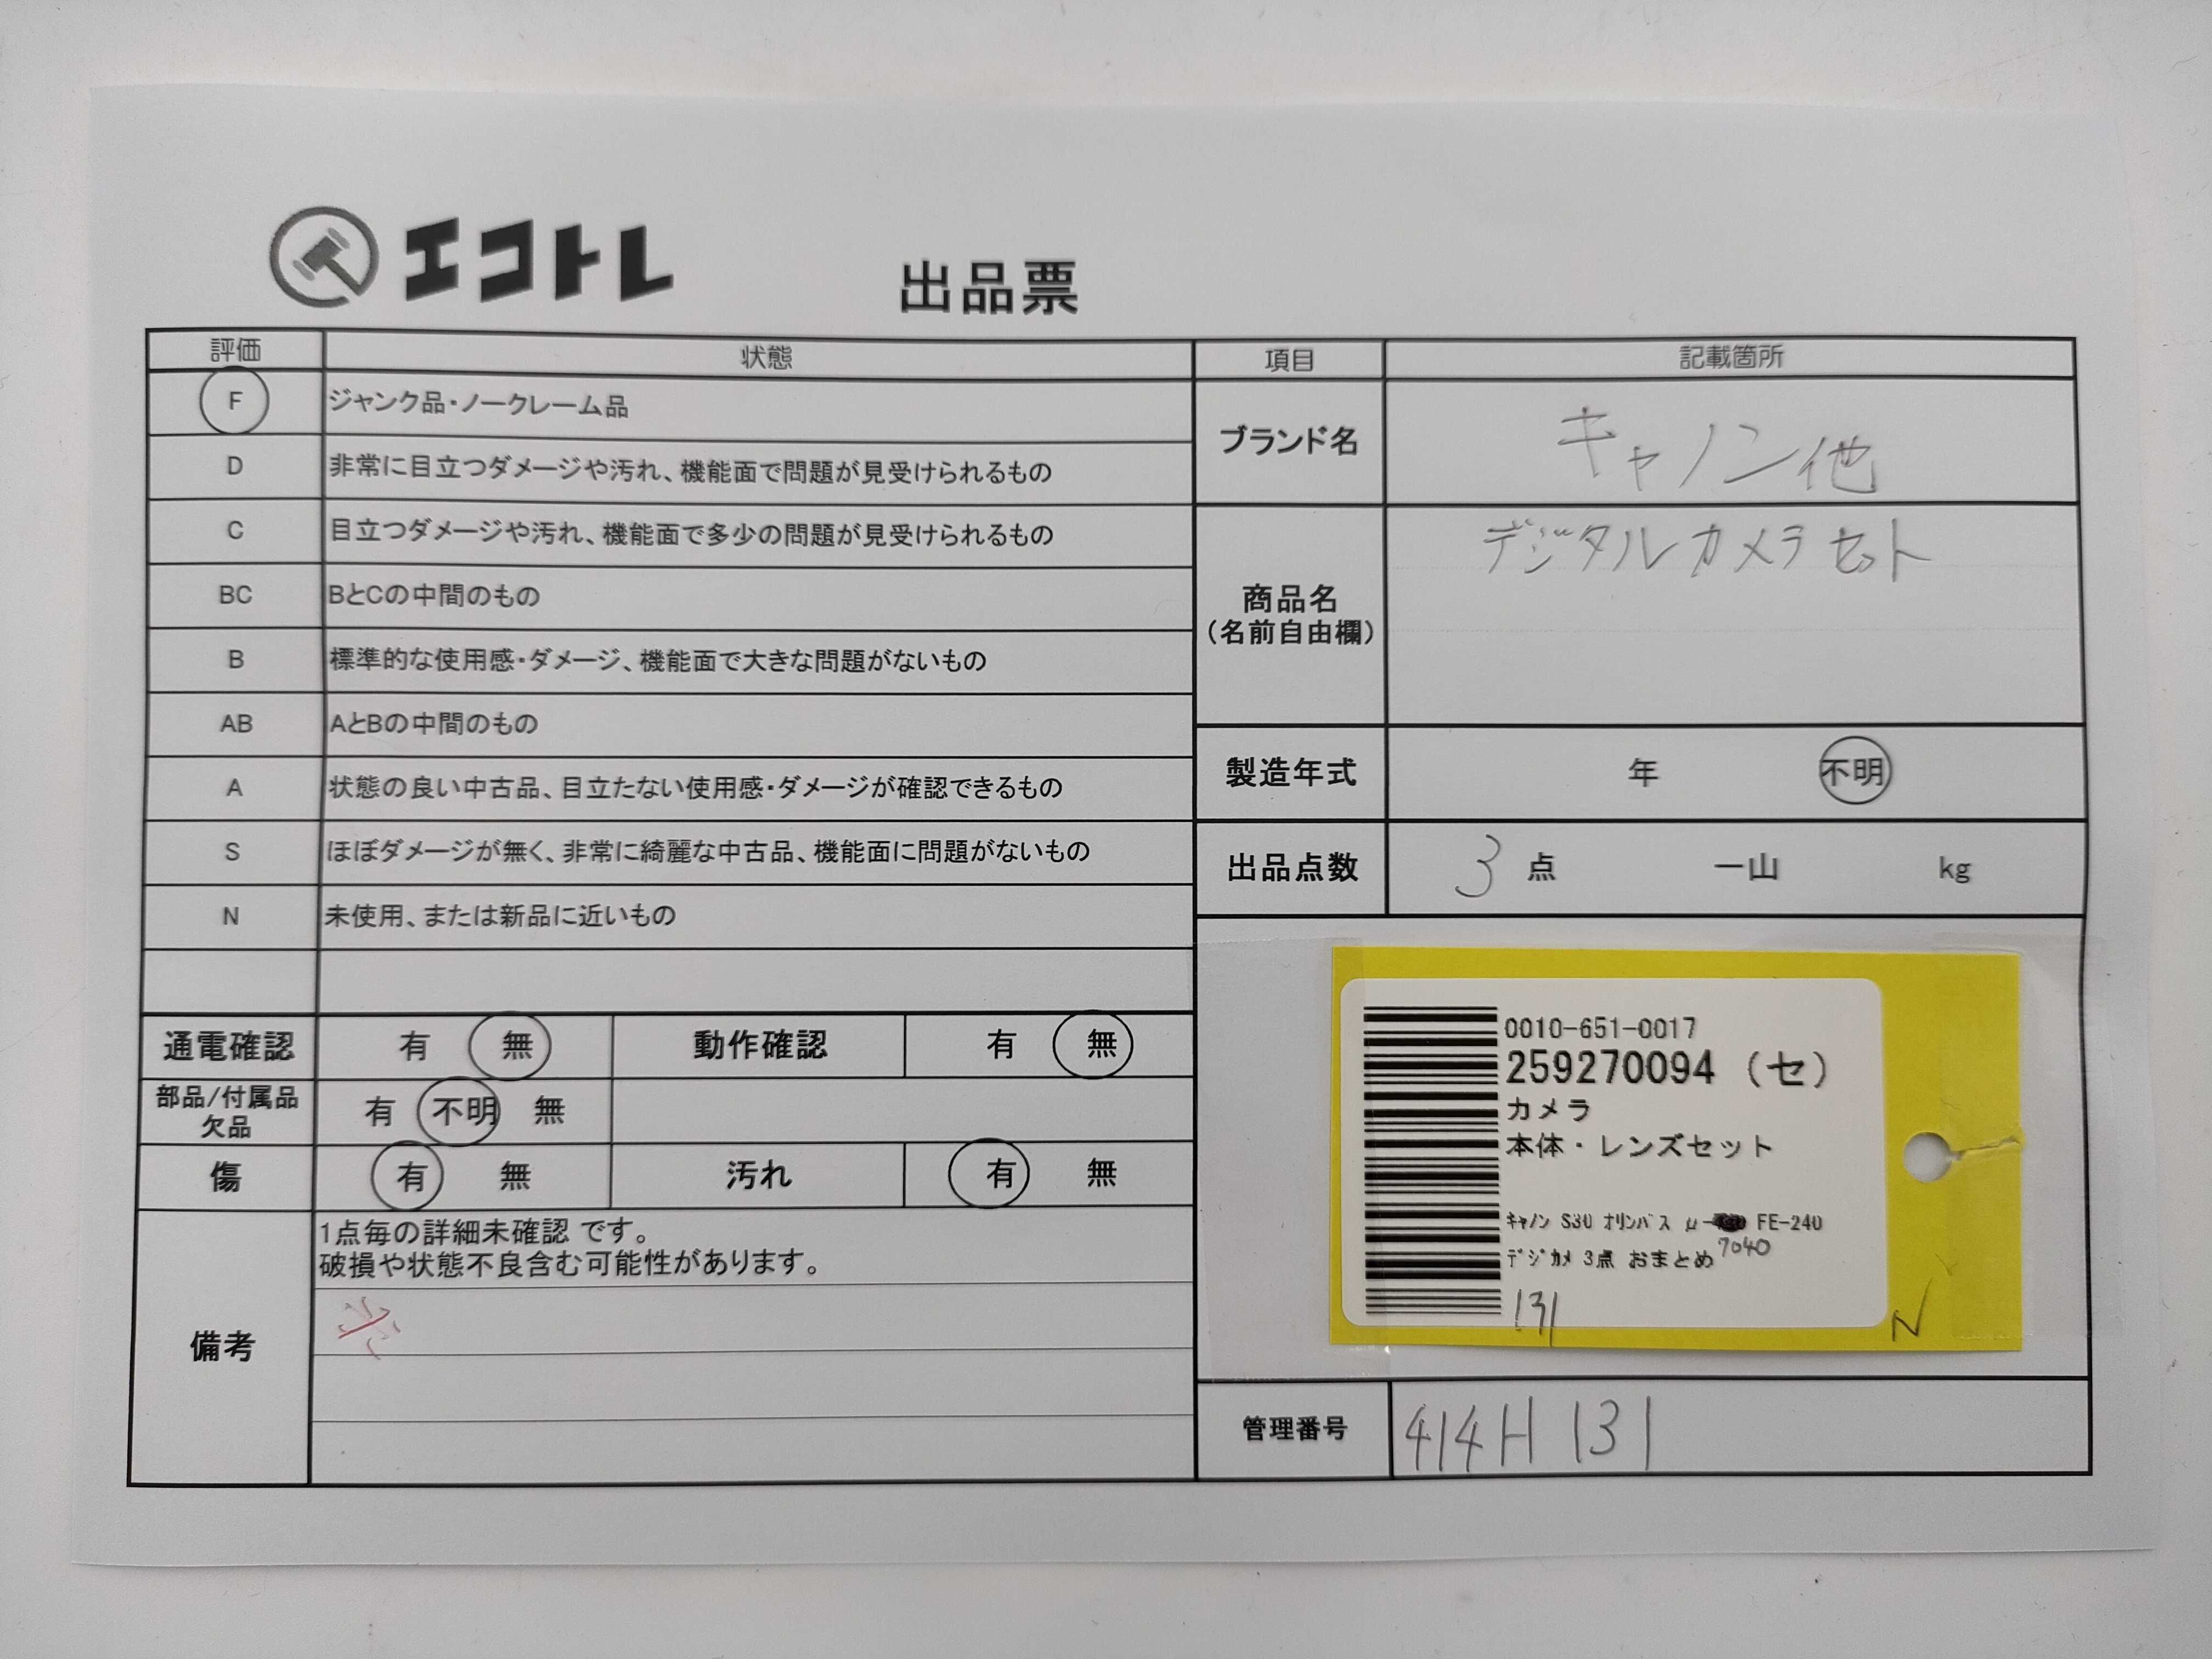 エコトレ
出品票
評価 状態
F ジャンク品・ノークレーム品
D 非常に目立つダメージや汚れ、機能面で問題が見受けられるもの
C 目立つダメージや汚れ、機能面で多少の問題が見受けられるもの
BC BとCの中間のもの
B 標準的な使用感・ダメージ、機能面で大きな問題がないもの
AB AとBの中間のもの
A 状態の良い中古品、目立たない使用感・ダメージが確認できるもの
S ほぼダメージが無く、非常に綺麗な中古品、機能面に問題がないもの
N 未使用、または新品に近いもの
通電確認 有 無 動作確認 有 無
部品/付属品
欠品
有 不明 無
傷 有 無 汚れ 有 無
備考
1点毎の詳細未確認 です。
破損や状態不良含む可能性があります。
項目 記載箇所
ブランド名 キャノン他
商品名
(名前自由欄)
デジタルカメラセット
製造年式 年 不明
出品点数 3 点 一山 kg
0010-651-0017
259270094 (セ)
カメラ
本体・レンズセット
キャノン S30 オリンパス μ- FE-240
7040
デジカメ 3点 おまとめ
131
N
管理番号 414H 131